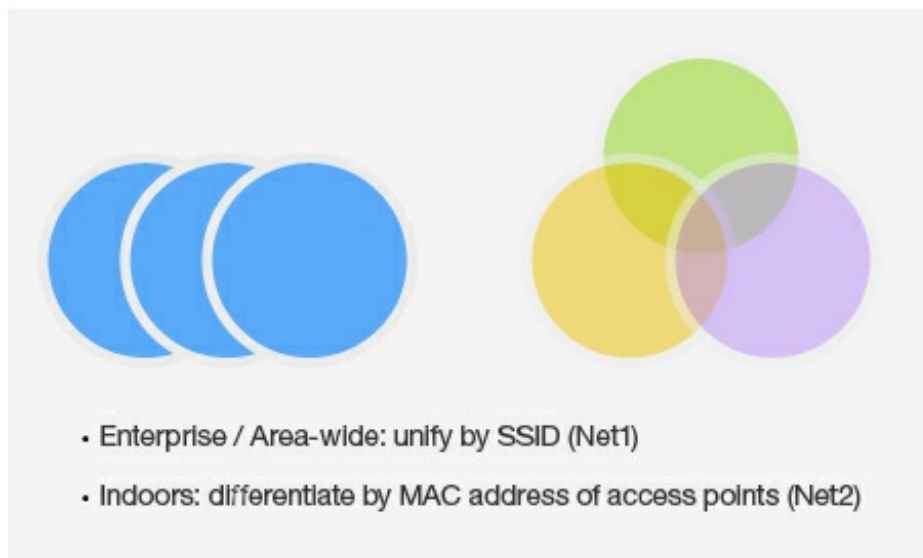 • Enterprise / Area-wide: unify by SSID (Net1)
• Indoors: differentiate by MAC address of access points (Net2)